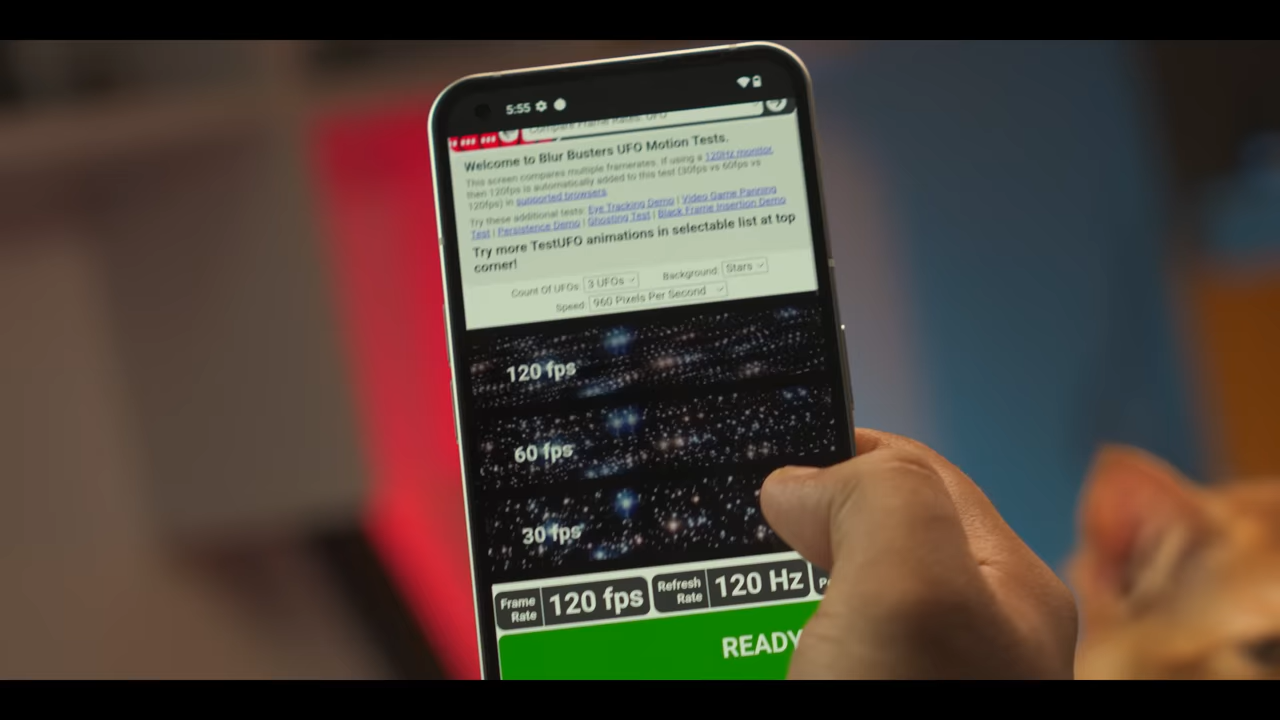 5:55
Compare Frame Rates: UFO
Welcome to Blur Busters UFO Motion Tests.
This screen compares multiple framerates. If using a 120Hz monitor,
then 120fps is automatically added to this test (30fps vs 60fps vs
120fps) in supported browsers.
Try these additional tests: Eye Tracking Demo | Video Game Panning
Test | Persistence Demo | Ghosting Test | Black Frame Insertion Demo
Try more TestUFO animations in selectable list at top
corner!
Count Of UFOs: 3 UFOs Background: Stars
Speed: 960 Pixels Per Second
120 fps
60 fps
30 fps
Frame Rate 120 fps Refresh Rate 120 Hz
READY